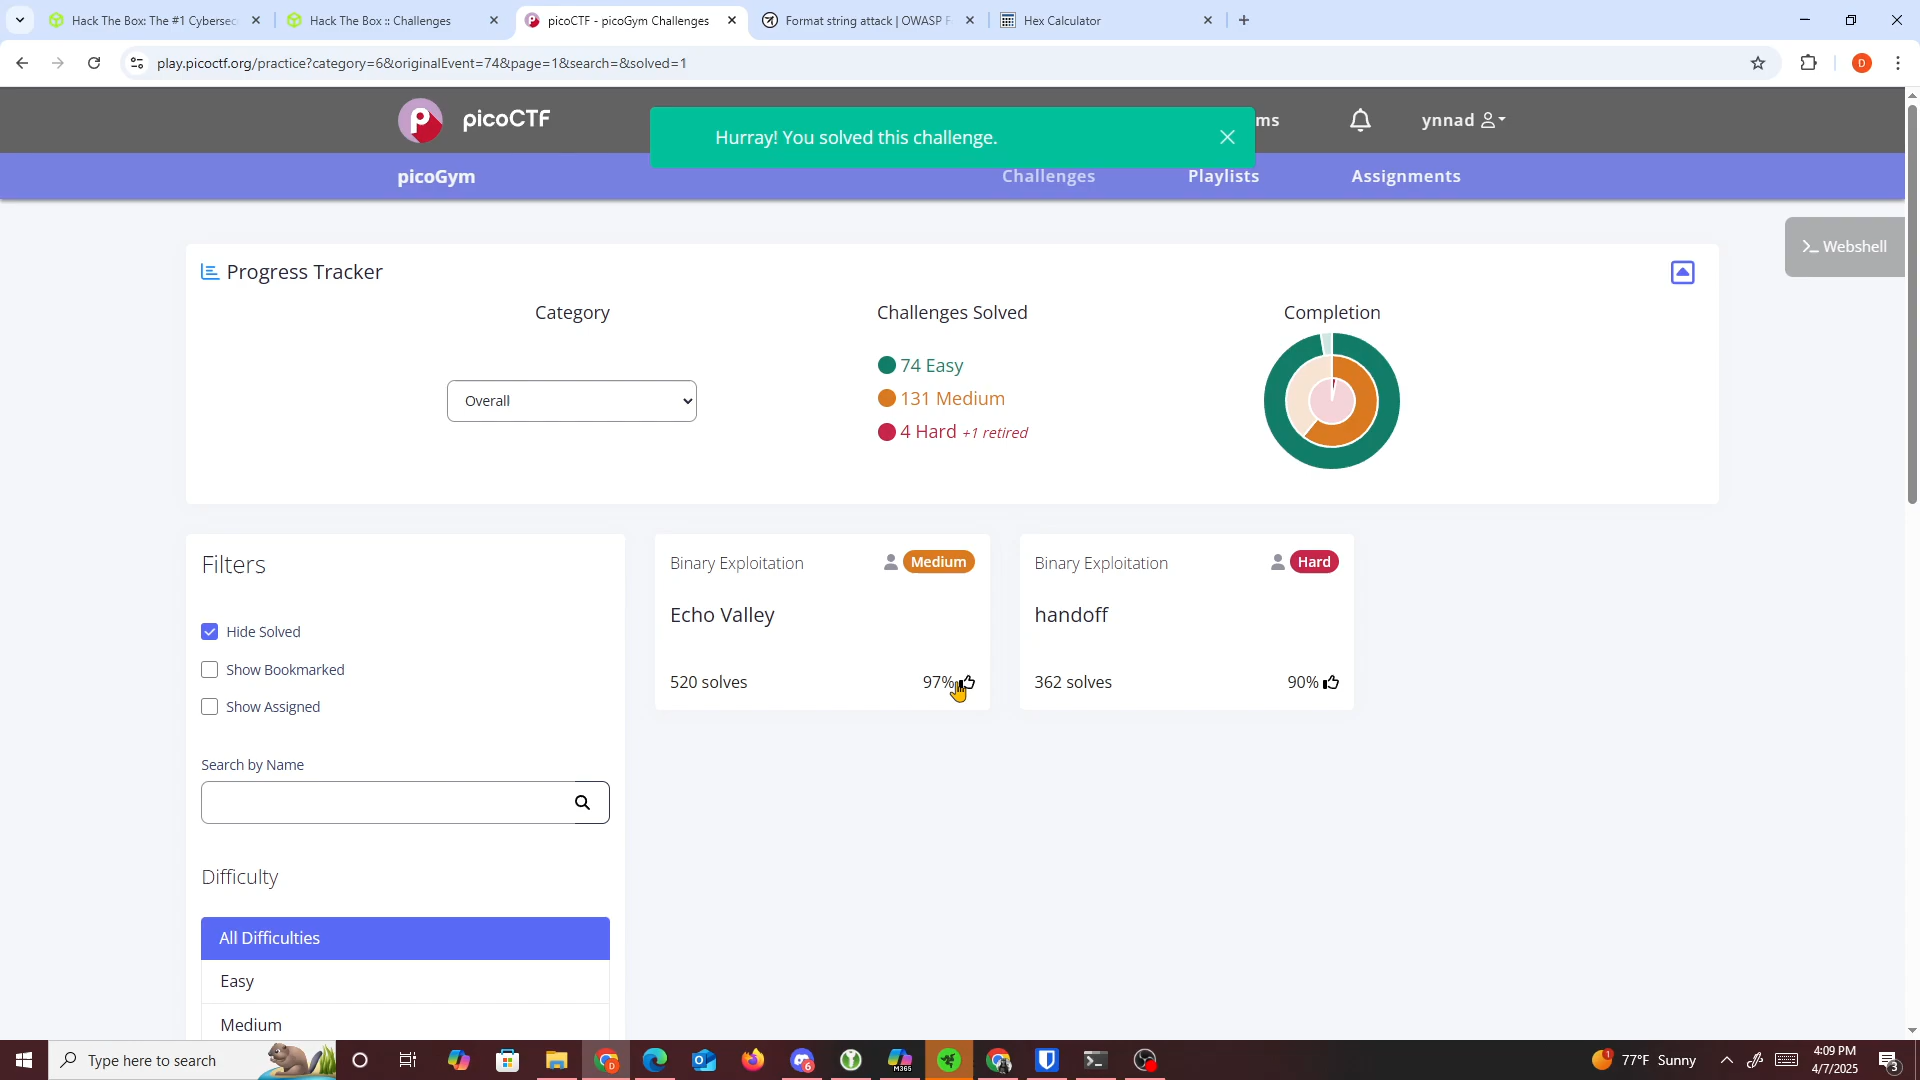 Hack The Box: The #1 Cybersec
Hack The Box :: Challenges
picoCTF - picoGym Challenges
Format string attack | OWASP F
Hex Calculator
play.picoctf.org/practice?category=6&originalEvent=74&page=1&search=&solved=1
D
picoCTF
Hurray! You solved this challenge.
ms
ynnad
picoGym
Challenges
Playlists
Assignments
>_ Webshell
Progress Tracker
Category
Challenges Solved
Completion
Overall
74 Easy
131 Medium
4 Hard +1 retired
Filters
Hide Solved
Show Bookmarked
Show Assigned
Search by Name
Difficulty
All Difficulties
Easy
Medium
Binary Exploitation
Medium
Echo Valley
520 solves
97%
Binary Exploitation
Hard
handoff
362 solves
90%
Type here to search
6
M365
1
77°F Sunny
4:09 PM
4/7/2025
3